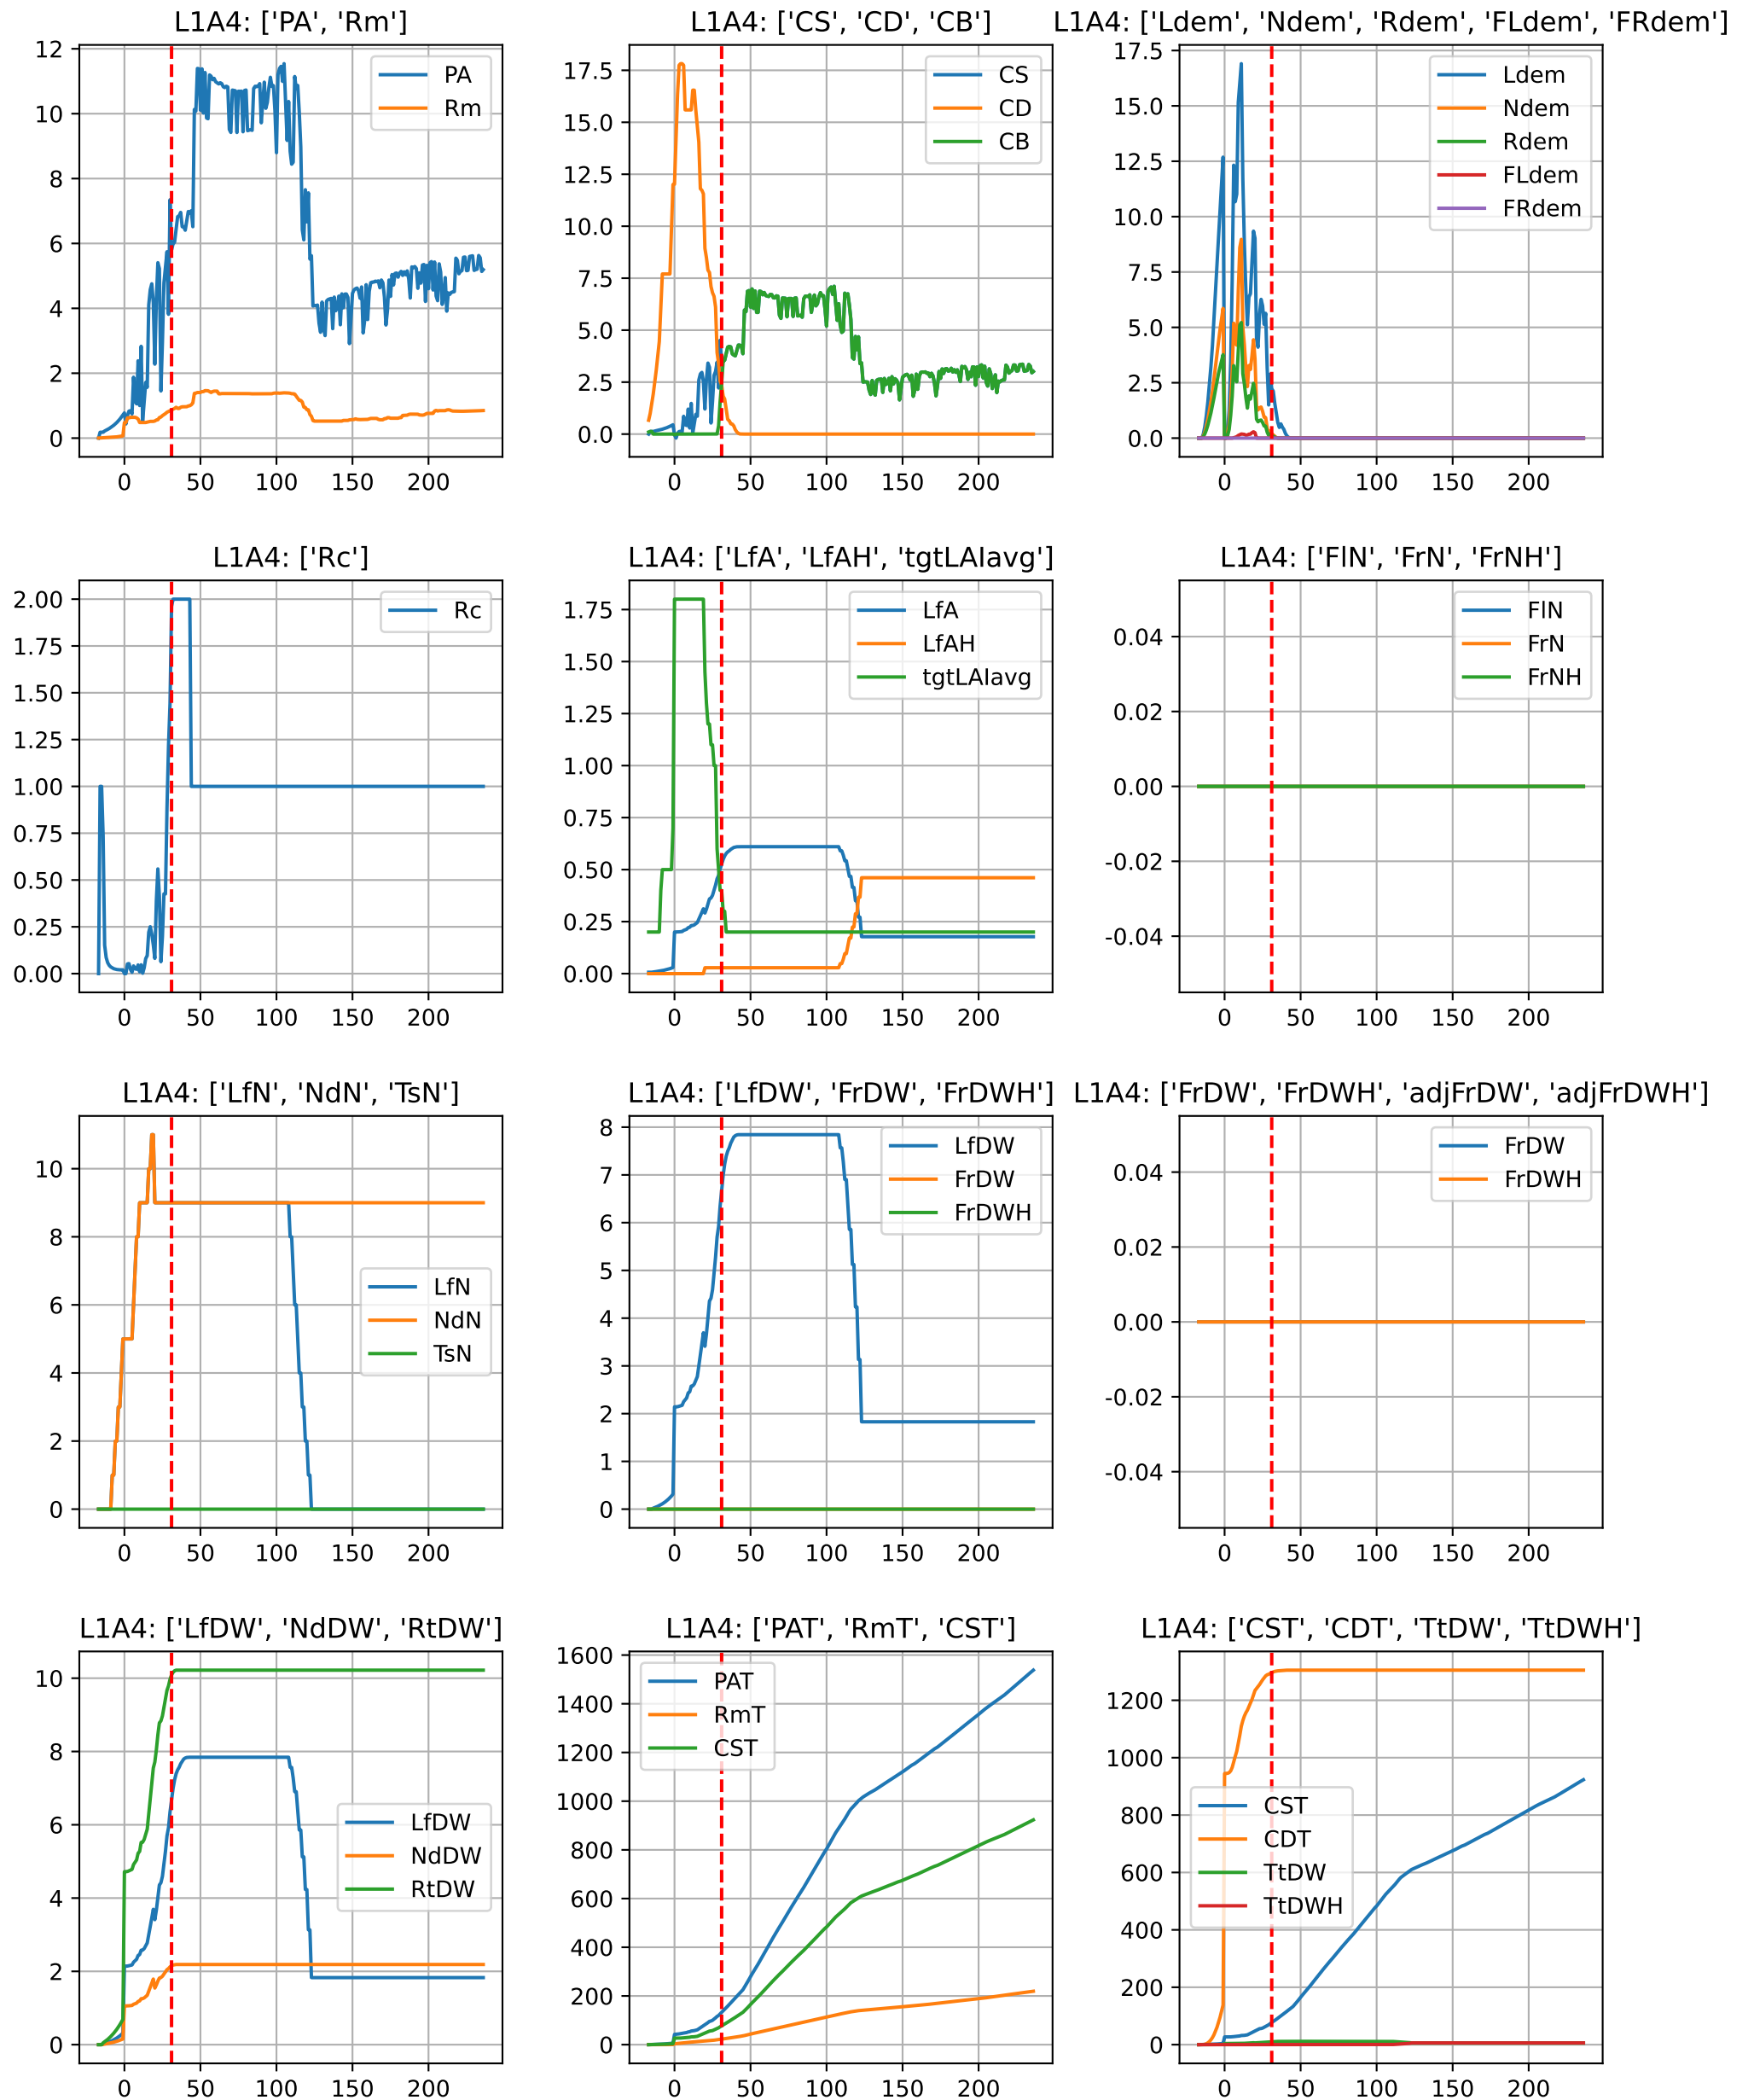 L1A4: ['PA', 'Rm']
12
10
8
6
4
2
0
0 50 100 150 200
PA
Rm
L1A4: ['CS', 'CD', 'CB']
17.5
15.0
12.5
10.0
7.5
5.0
2.5
0.0
0 50 100 150 200
CS
CD
CB
L1A4: ['Ldem', 'Ndem', 'Rdem', 'FLdem', 'FRdem']
17.5
15.0
12.5
10.0
7.5
5.0
2.5
0.0
0 50 100 150 200
Ldem
Ndem
Rdem
FLdem
FRdem
L1A4: ['Rc']
2.00
1.75
1.50
1.25
1.00
0.75
0.50
0.25
0.00
0 50 100 150 200
Rc
L1A4: ['LfA', 'LfAH', 'tgtLAIavg']
1.75
1.50
1.25
1.00
0.75
0.50
0.25
0.00
0 50 100 150 200
LfA
LfAH
tgtLAIavg
L1A4: ['FlN', 'FrN', 'FrNH']
0.04
0.02
0.00
-0.02
-0.04
0 50 100 150 200
FlN
FrN
FrNH
L1A4: ['LfN', 'NdN', 'TsN']
10
8
6
4
2
0
0 50 100 150 200
LfN
NdN
TsN
L1A4: ['LfDW', 'FrDW', 'FrDWH']
8
7
6
5
4
3
2
1
0
0 50 100 150 200
LfDW
FrDW
FrDWH
L1A4: ['FrDW', 'FrDWH', 'adjFrDW', 'adjFrDWH']
0.04
0.02
0.00
-0.02
-0.04
0 50 100 150 200
FrDW
FrDWH
L1A4: ['LfDW', 'NdDW', 'RtDW']
10
8
6
4
2
0
0 50 100 150 200
LfDW
NdDW
RtDW
L1A4: ['PAT', 'RmT', 'CST']
1600
1400
1200
1000
800
600
400
200
0
0 50 100 150 200
PAT
RmT
CST
L1A4: ['CST', 'CDT', 'TtDW', 'TtDWH']
1200
1000
800
600
400
200
0
0 50 100 150 200
CST
CDT
TtDW
TtDWH